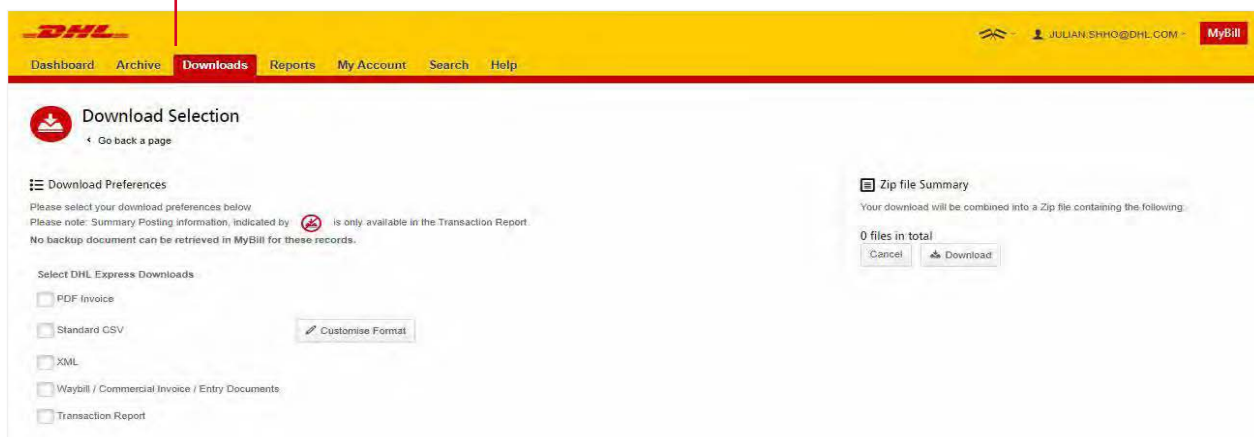 DHL
JULIAN.SHHO@DHL.COM
MyBill
Dashboard Archive Downloads Reports My Account Search Help
Download Selection
Go back a page
Download Preferences
Please select your download preferences below
Please note: Summary Posting information, indicated by is only available in the Transaction Report
No backup document can be retrieved in MyBill for these records.
Select DHL Express Downloads
PDF Invoice
Standard CSV Customise Format
XML
Waybill / Commercial Invoice / Entry Documents
Transaction Report
Zip file Summary
Your download will be combined into a Zip file containing the following:
0 files in total
Cancel Download